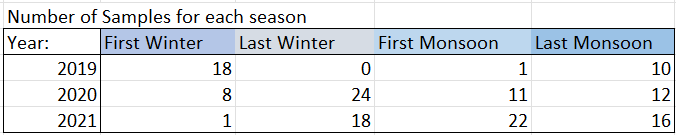 Number of Samples for each season
Year: First Winter Last Winter First Monsoon Last Monsoon
2019 18 0 1 10
2020 8 24 11 12
2021 1 18 22 16